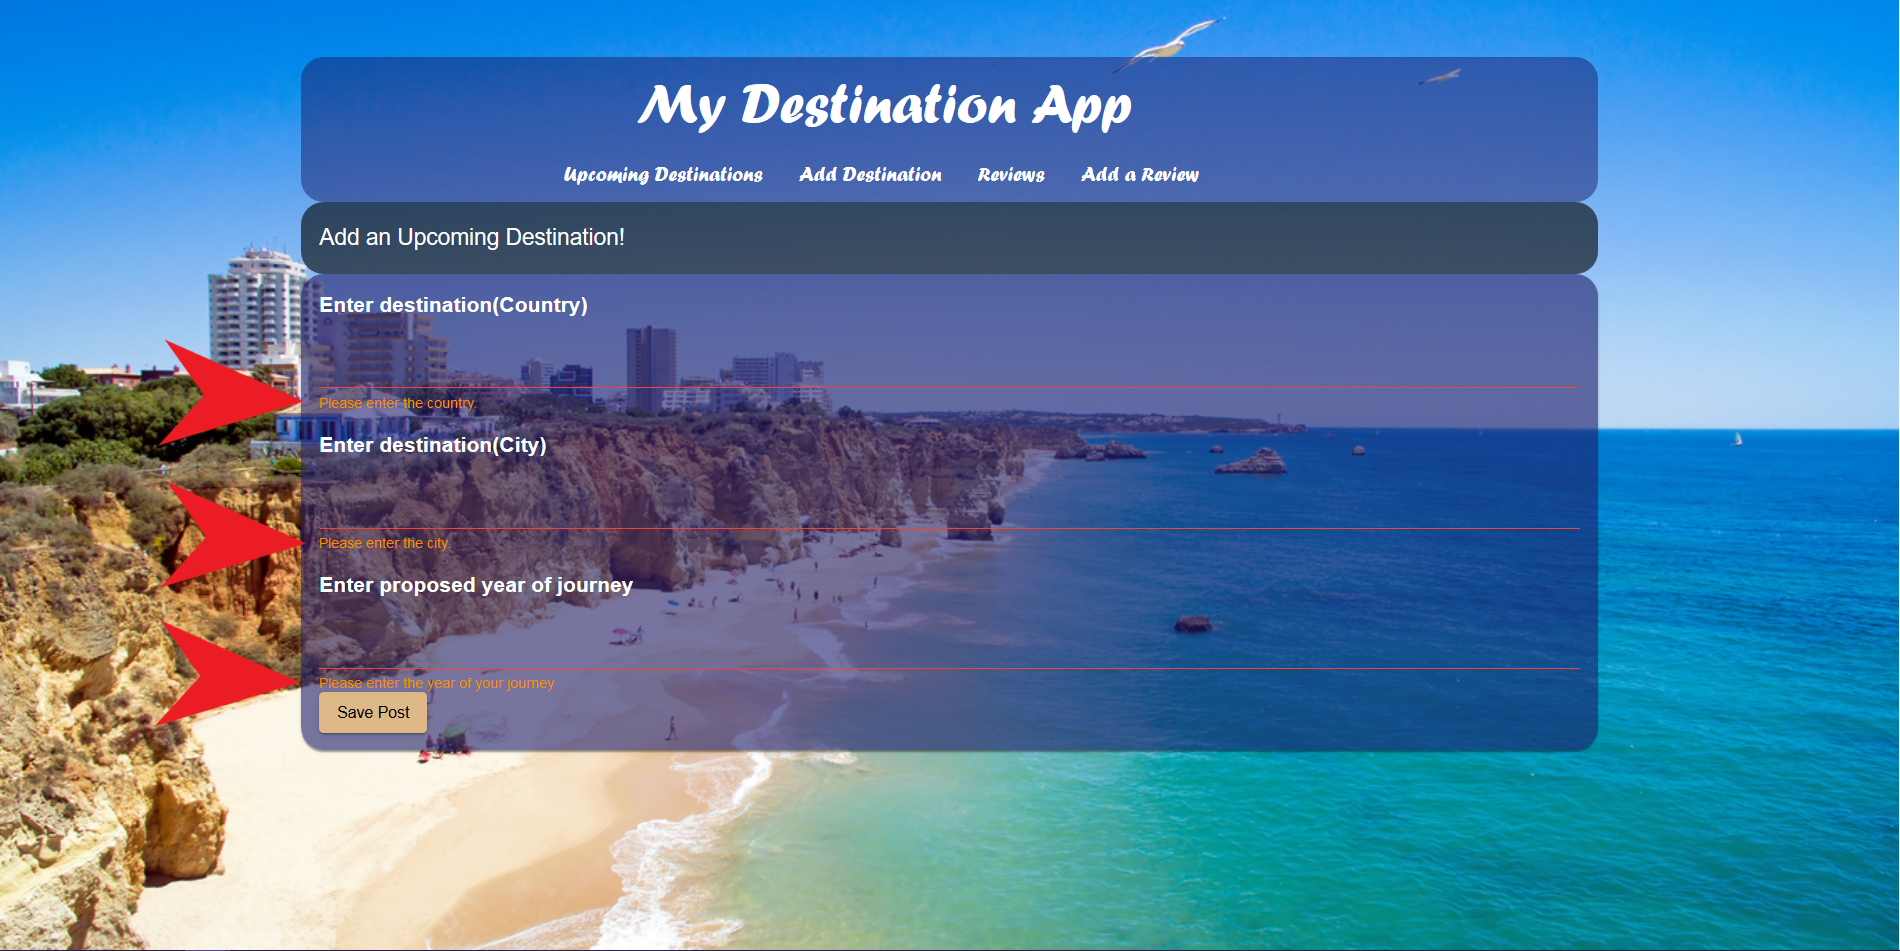 My Destination App
Upcoming Destinations Add Destination Reviews Add a Review
Add an Upcoming Destination!
Enter destination(Country)
Please enter the country.
Enter destination(City)
Please enter the city.
Enter proposed year of journey
Please enter the year of your journey
Save Post